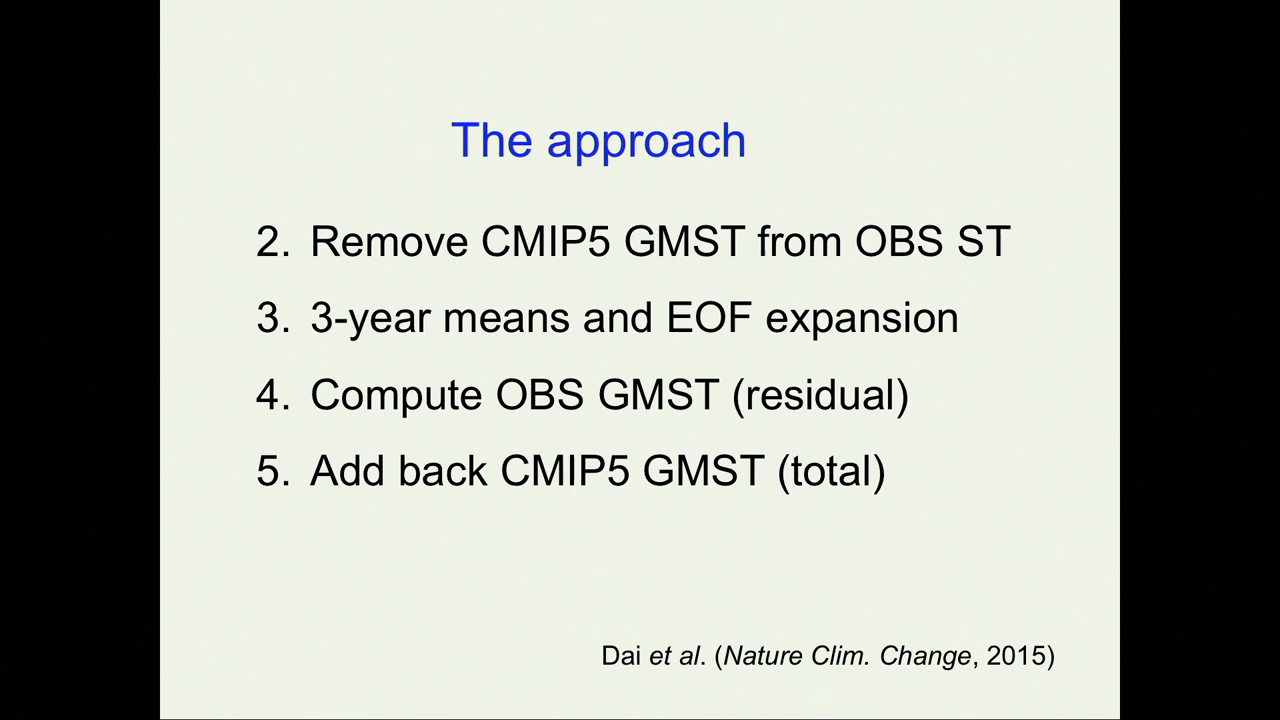 The approach
2. Remove CMIP5 GMST from OBS ST
3. 3-year means and EOF expansion
4. Compute OBS GMST (residual)
5. Add back CMIP5 GMST (total)
Dai et al. (Nature Clim. Change, 2015)